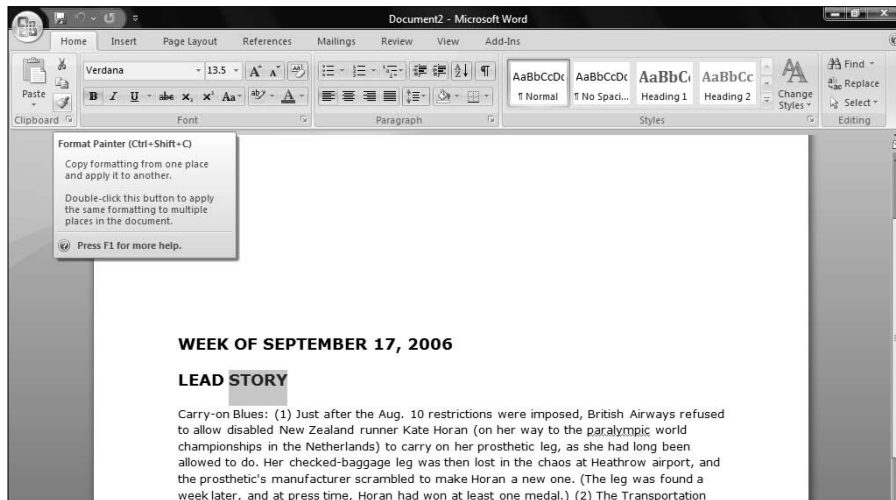 Document2 - Microsoft Word
Home Insert Page Layout References Mailings Review View Add-Ins
Verdana 13.5 A A Aa
AaBbCcDc AaBbCcDc AaBbC AaBbCc
Find
Replace
Select
Paste
B I U abc x₂ x² Aa ab A
¶ Normal ¶ No Spaci... Heading 1 Heading 2
Change
Styles
Clipboard Font Paragraph Styles Editing
Format Painter (Ctrl+Shift+C)
Copy formatting from one place
and apply it to another.
Double-click this button to apply
the same formatting to multiple
places in the document.
Press F1 for more help.
WEEK OF SEPTEMBER 17, 2006
LEAD STORY
Carry-on Blues: (1) Just after the Aug. 10 restrictions were imposed, British Airways refused
to allow disabled New Zealand runner Kate Horan (on her way to the paralympic world
championships in the Netherlands) to carry on her prosthetic leg, as she had long been
allowed to do. Her checked-baggage leg was then lost in the chaos at Heathrow airport, and
the prosthetic's manufacturer scrambled to make Horan a new one. (The leg was found a
week later, and at press time, Horan had won at least one medal.) (2) The Transportation